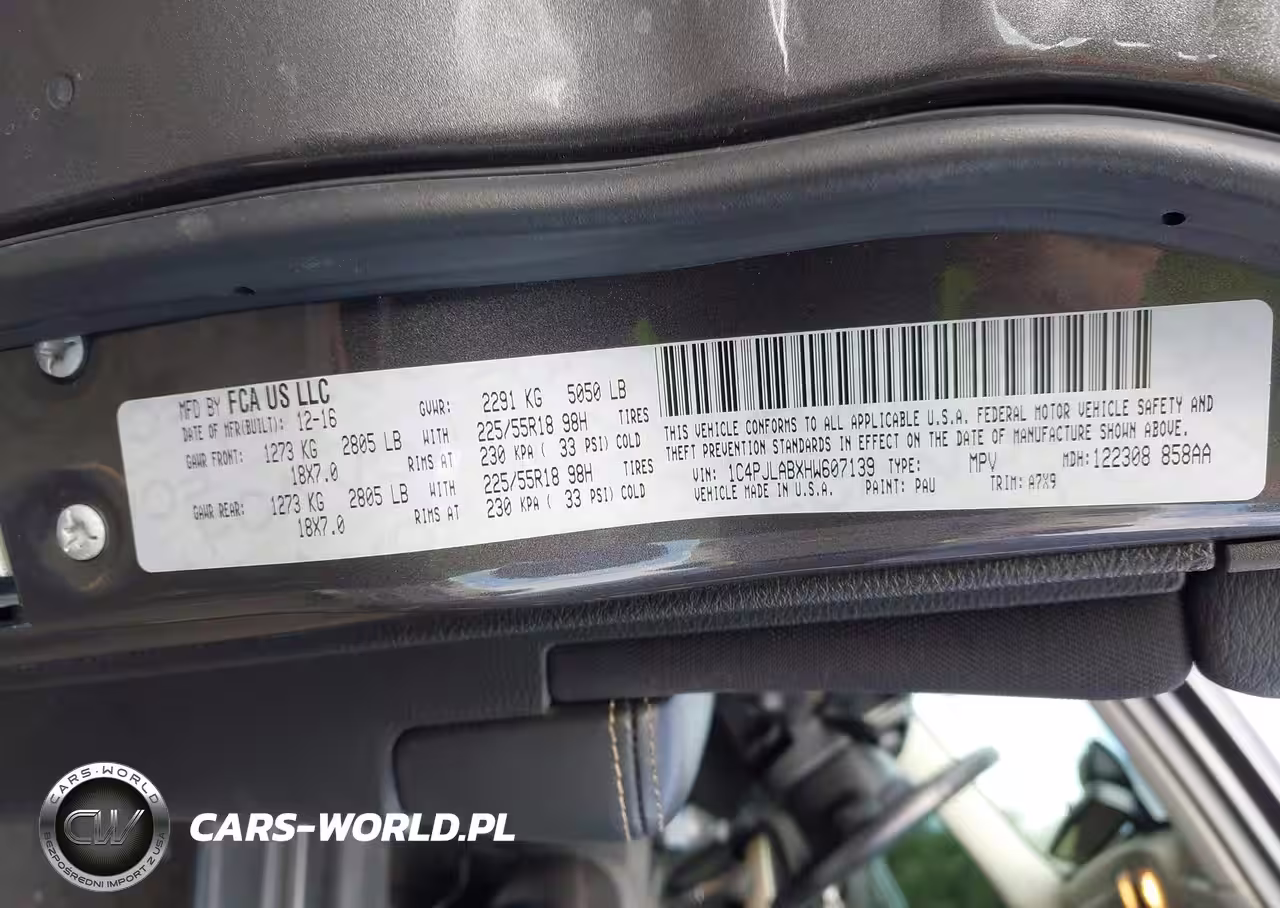 MFD BY FCA US LLC
DATE OF MFR(BUILT): 12-16
GVWR: 2291 KG 5050 LB
GAWR FRONT: 1273 KG 2805 LB WITH 225/55R18 98H TIRES
18X7.0 RIMS AT 230 KPA ( 33 PSI) COLD
GAWR REAR: 1273 KG 2805 LB WITH 225/55R18 98H TIRES
18X7.0 RIMS AT 230 KPA ( 33 PSI) COLD
THIS VEHICLE CONFORMS TO ALL APPLICABLE U.S.A. FEDERAL MOTOR VEHICLE SAFETY AND
THEFT PREVENTION STANDARDS IN EFFECT ON THE DATE OF MANUFACTURE SHOWN ABOVE.
VIN: 1C4PJLABXHW607139 TYPE: MPV MDH:122308 858AA
VEHICLE MADE IN U.S.A. PAINT: PAU TRIM: A7X9
CARS-WORLD
CW
BEZPOŚREDNI IMPORT Z USA
CARS-WORLD.PL